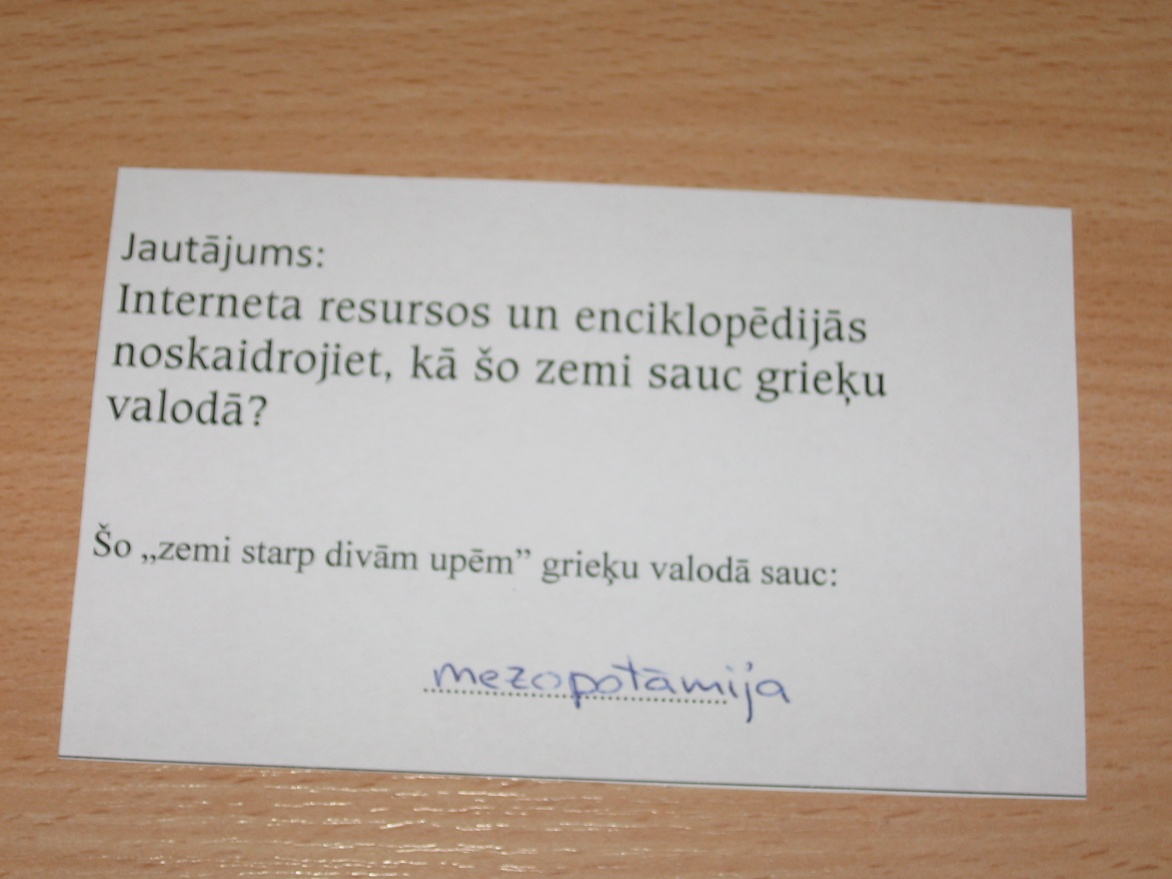 Jautājums:
Interneta resursos un enciklopēdijās
noskaidrojiet, kā šo zemi sauc grieķu
valodā?
Šo „zemi starp divām upēm” grieķu valodā sauc:
mezopotāmija